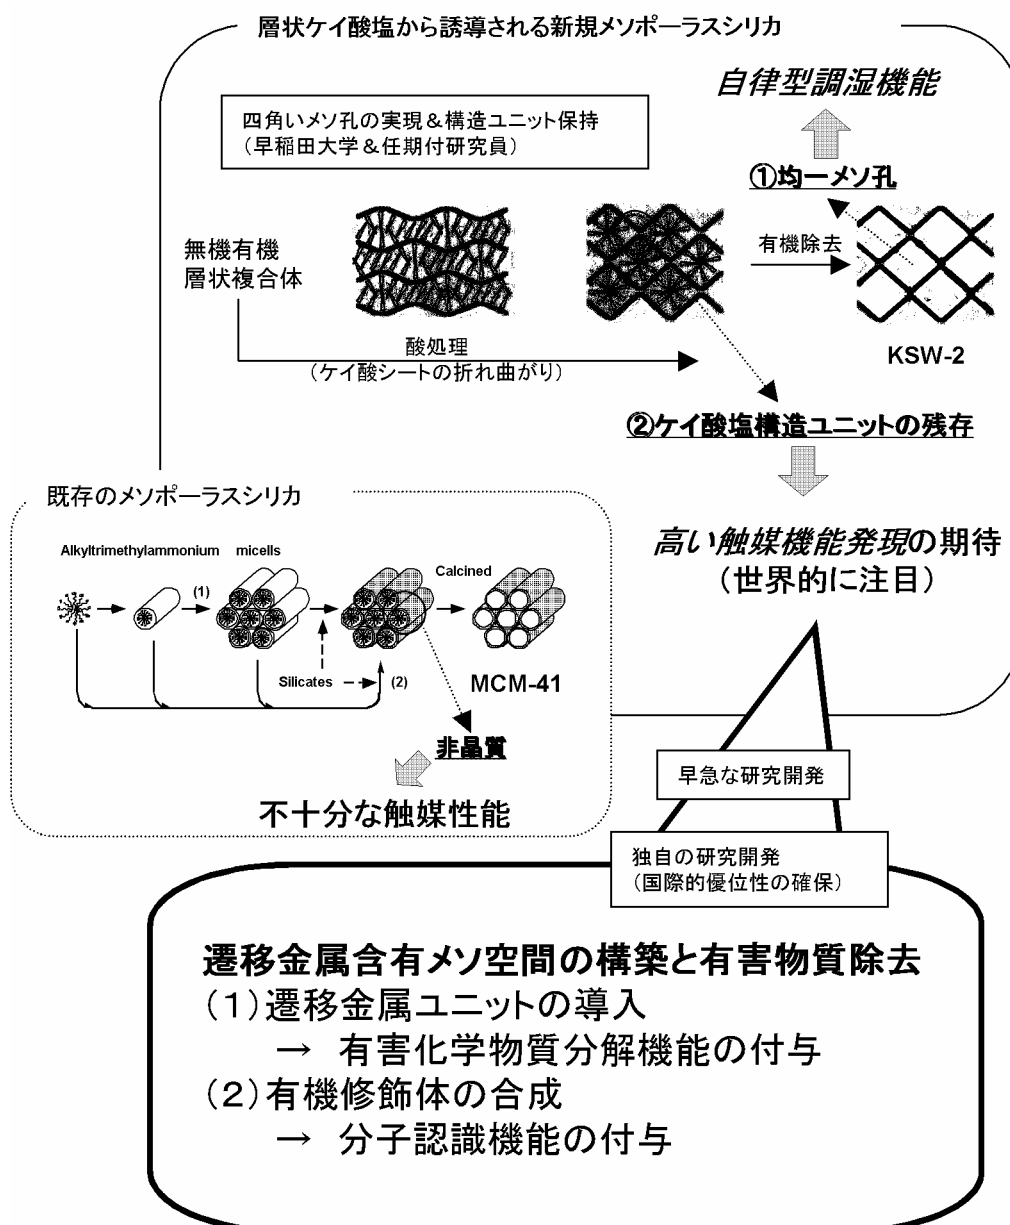 層状ケイ酸塩から誘導される新規メソポーラスシリカ
自律型調湿機能
四角いメソ孔の実現＆構造ユニット保持
（早稲田大学＆任期付研究員）
①均一メソ孔
無機有機
層状複合体
有機除去
酸処理
（ケイ酸シートの折れ曲がり）
KSW-2
②ケイ酸塩構造ユニットの残存
高い触媒機能発現の期待
（世界的に注目）
既存のメソポーラスシリカ
Alkyltrimethylammonium micells
(1)
Calcined
Silicates
(2)
MCM-41
非晶質
不十分な触媒性能
早急な研究開発
独自の研究開発
（国際的優位性の確保）
遷移金属含有メソ空間の構築と有害物質除去
（１）遷移金属ユニットの導入
→ 有害化学物質分解機能の付与
（２）有機修飾体の合成
→ 分子認識機能の付与